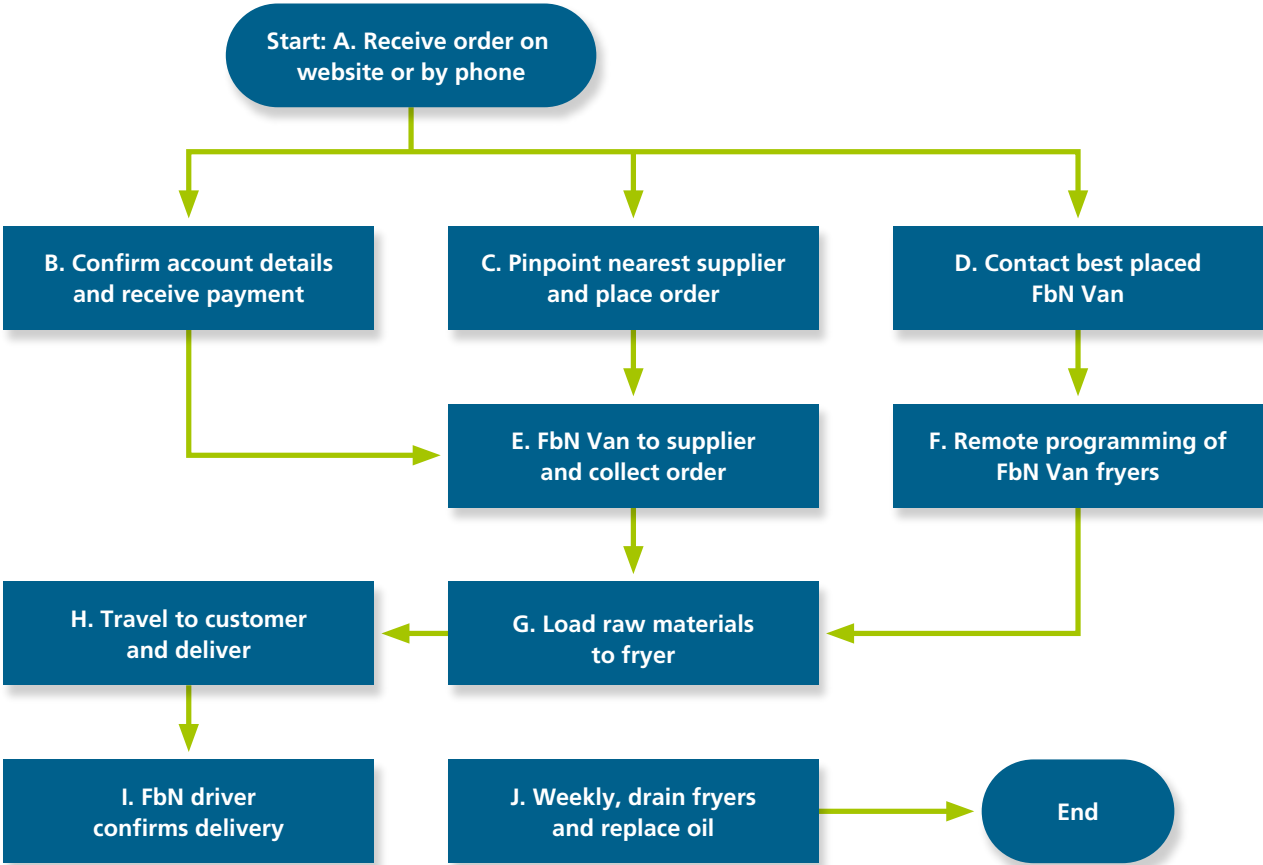 Start: A. Receive order on
website or by phone
B. Confirm account details
and receive payment
C. Pinpoint nearest supplier
and place order
D. Contact best placed
FbN Van
E. FbN Van to supplier
and collect order
F. Remote programming of
FbN Van fryers
H. Travel to customer
and deliver
G. Load raw materials
to fryer
I. FbN driver
confirms delivery
J. Weekly, drain fryers
and replace oil
End